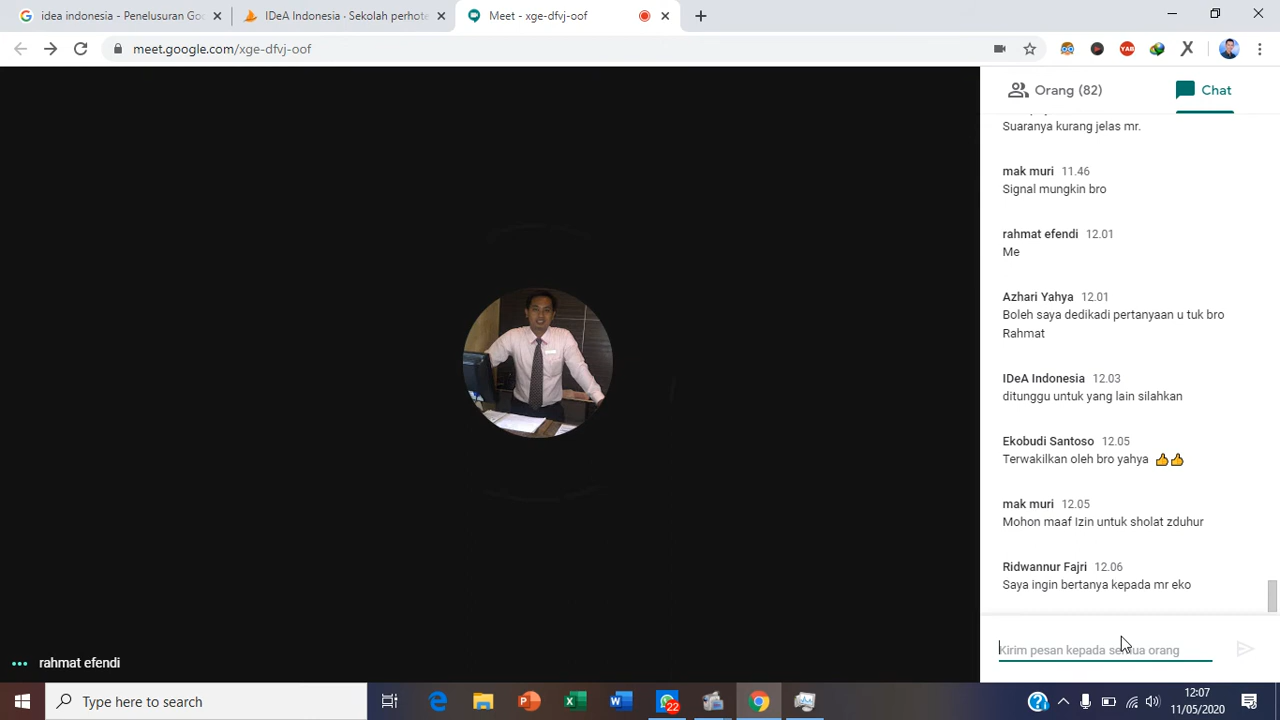 idea indonesia - Penelusuran Goo
IDeA Indonesia · Sekolah perhote
Meet - xge-dfvj-oof
meet.google.com/xge-dfvj-oof
YAB
Orang (82)
Chat
Suaranya kurang jelas mr.
mak muri 11.46
Signal mungkin bro
rahmat efendi 12.01
Me
Azhari Yahya 12.01
Boleh saya dedikadi pertanyaan u tuk bro
Rahmat
IDeA Indonesia 12.03
ditunggu untuk yang lain silahkan
Ekobudi Santoso 12.05
Terwakilkan oleh bro yahya 👍👍
mak muri 12.05
Mohon maaf Izin untuk sholat zduhur
Ridwannur Fajri 12.06
Saya ingin bertanya kepada mr eko
Kirim pesan kepada semua orang
rahmat efendi
Type here to search
22
12:07
11/05/2020